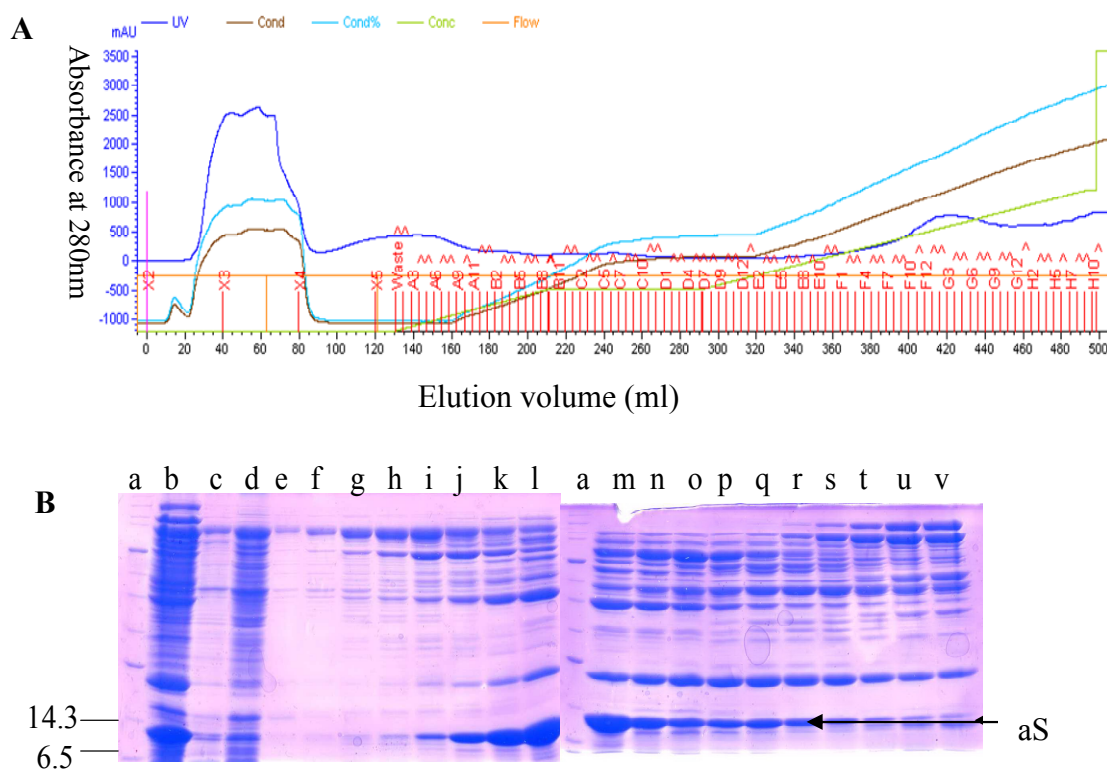 A
UV Cond Cond% Conc Flow
mAU
Absorbance at 280nm
3500
3000
2500
2000
1500
1000
500
0
-500
-1000
X2 X3 X4 X5 Waste A3 A6 A9 A11 B2 B5 B8 C2 C5 C7 C10 D1 D4 D7 D9 D12 E2 E5 E8 E10 F1 F4 F7 F10 F12 G3 G6 G9 G12 H2 H5 H7 H10
0 20 40 60 80 100 120 140 160 180 200 220 240 260 280 300 320 340 360 380 400 420 440 460 480 500
Elution volume (ml)
B
a b c d e f g h i j k l a m n o p q r s t u v
14.3
6.5
aS